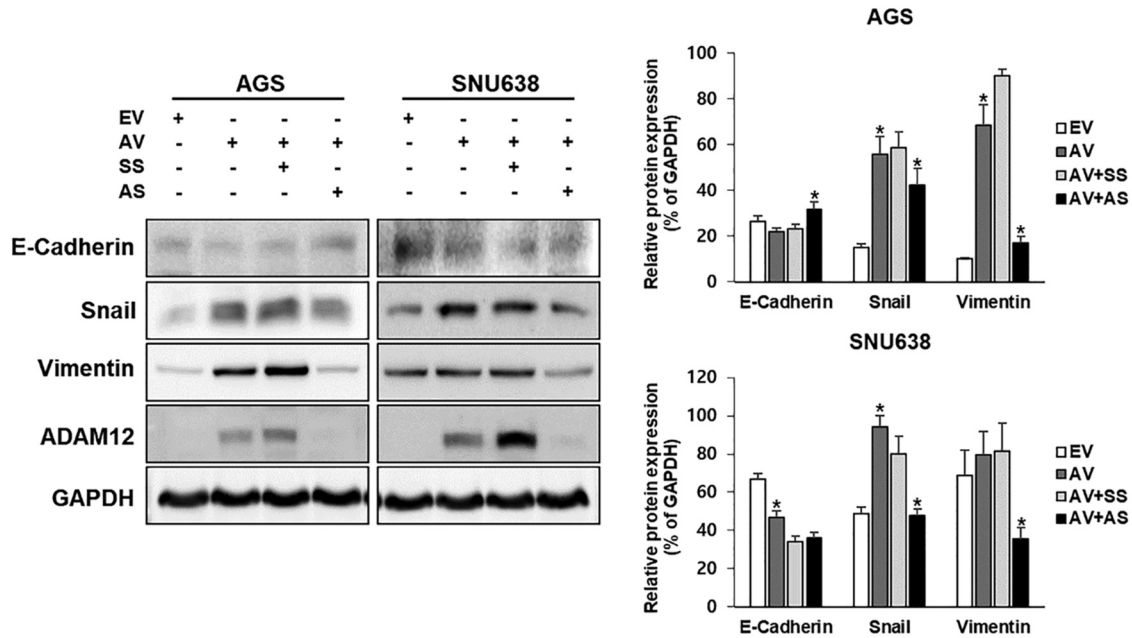 AGS SNU638
EV + - - - + - - -
AV - + + + - + + +
SS - - + - - - + -
AS - - - + - - - +
E-Cadherin
Snail
Vimentin
ADAM12
GAPDH
AGS
Relative protein expression
(% of GAPDH)
100
80
60
40
20
0
* * * * *
E-Cadherin Snail Vimentin
EV
AV
AV+SS
AV+AS
SNU638
Relative protein expression
(% of GAPDH)
120
100
80
60
40
20
0
* * * *
E-Cadherin Snail Vimentin
EV
AV
AV+SS
AV+AS